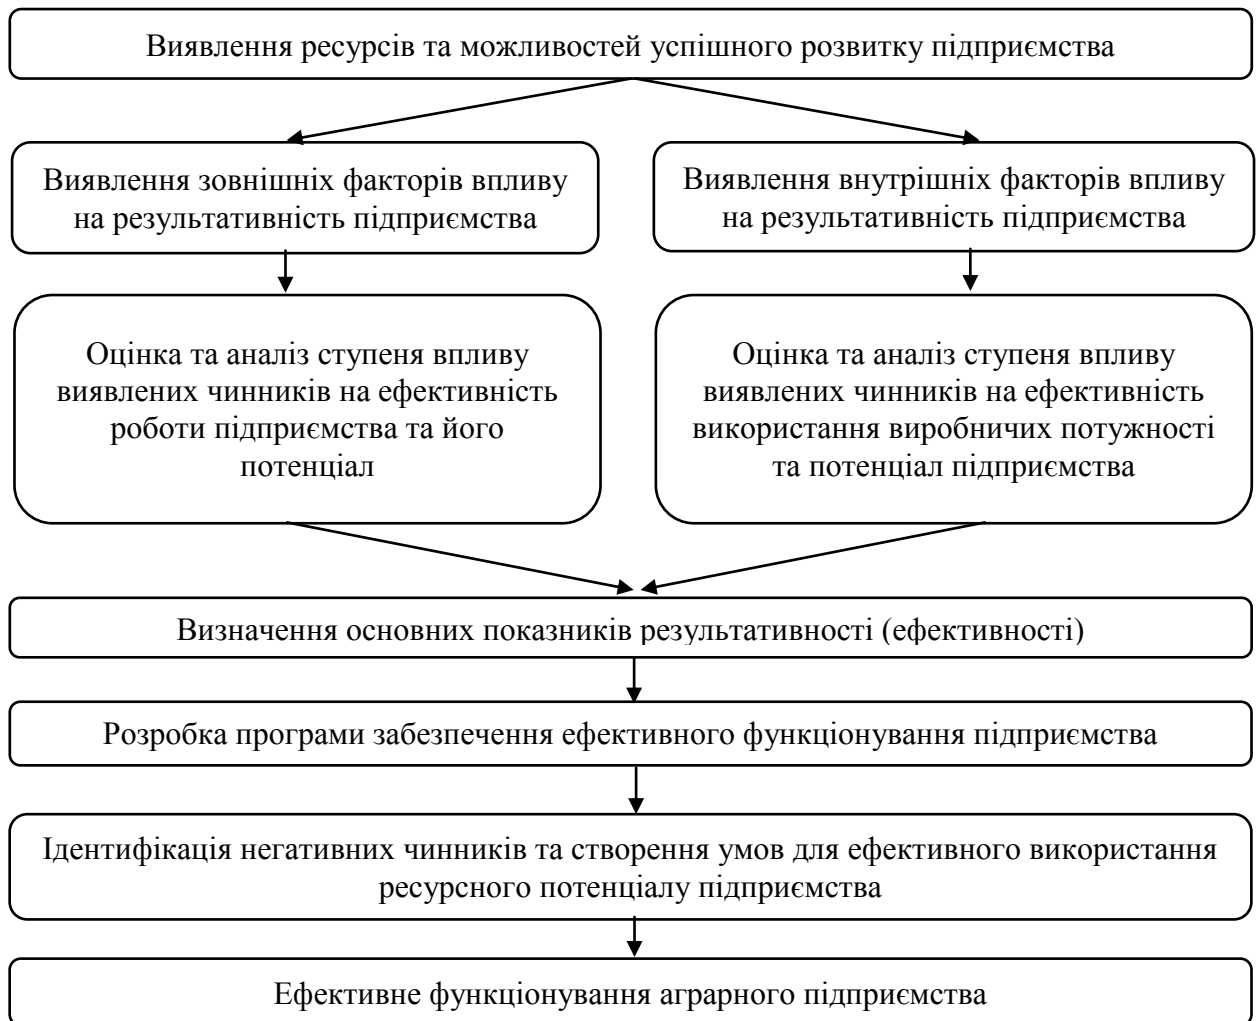 Виявлення ресурсів та можливостей успішного розвитку підприємства
Виявлення зовнішніх факторів впливу
на результативність підприємства
Виявлення внутрішніх факторів впливу
на результативність підприємства
Оцінка та аналіз ступеня впливу
виявлених чинників на ефективність
роботи підприємства та його
потенціал
Оцінка та аналіз ступеня впливу
виявлених чинників на ефективність
використання виробничих потужності
та потенціал підприємства
Визначення основних показників результативності (ефективності)
Розробка програми забезпечення ефективного функціонування підприємства
Ідентифікація негативних чинників та створення умов для ефективного використання
ресурсного потенціалу підприємства
Ефективне функціонування аграрного підприємства